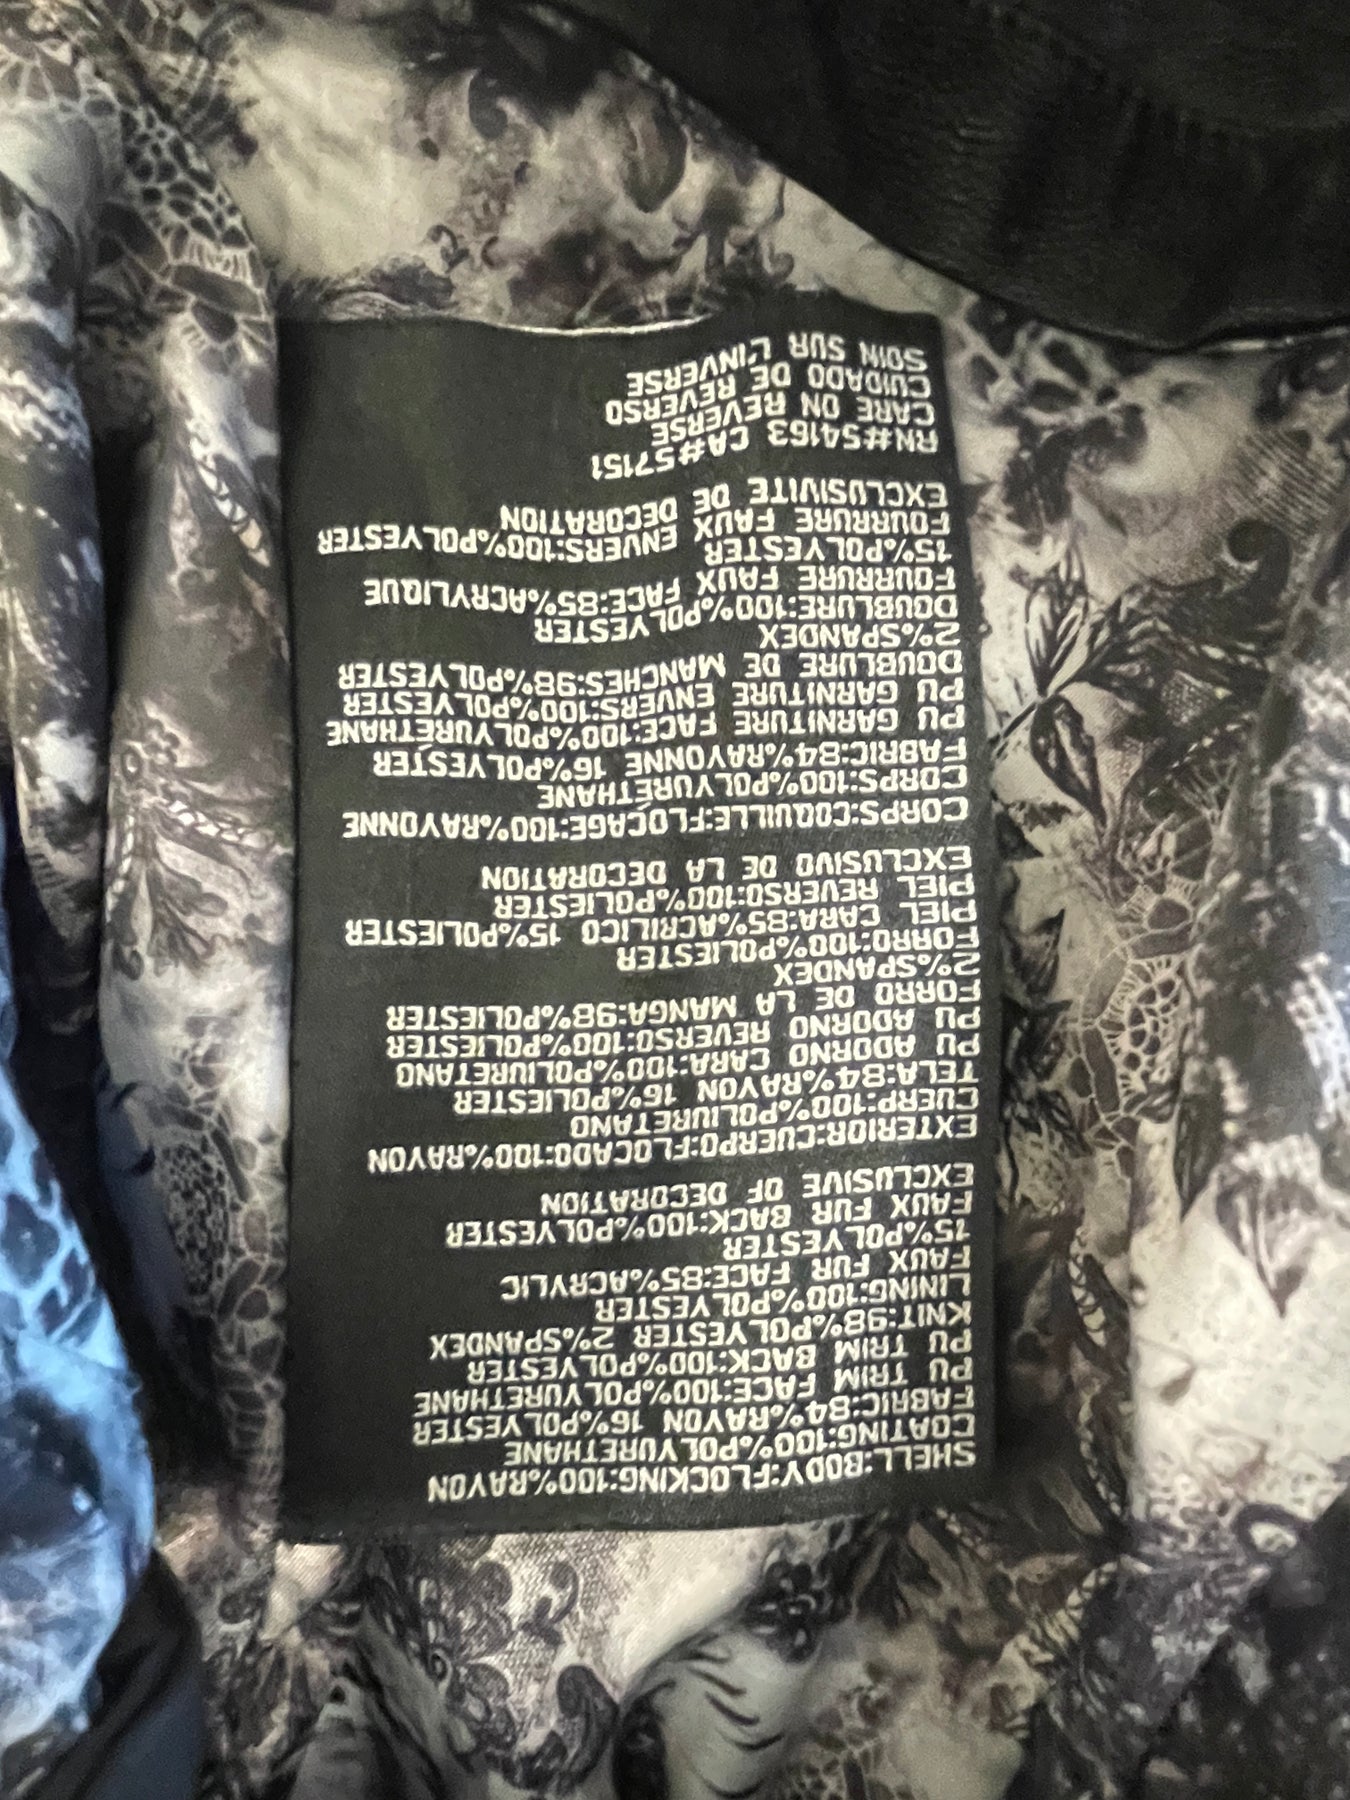 SHELL:BODY:FLOCKING:100%RAYON
COATING:100%POLYURETHANE
FABRIC:84%RAYON 16%POLYESTER
PU TRIM FACE:100%POLYURETHANE
PU TRIM BACK:100%POLYESTER
KNIT:98%POLYESTER 2%SPANDEX
LINING:100%POLYESTER
FAUX FUR FACE:85%ACRYLIC
15%POLYESTER
FAUX FUR BACK:100%POLYESTER
EXCLUSIVE OF DECORATION
EXTERIOR:CUERPO:FLOCADO:100%RAYON
CUERP:100%POLIURETANO
TELA:84%RAYON 16%POLIESTER
PU ADORNO CARA:100%POLIURETANO
PU ADORNO REVERSO:100%POLIESTER
FORRO DE LA MANGA:98%POLIESTER
2%SPANDEX
FORRO:100%POLIESTER
PIEL CARA:85%ACRILICO 15%POLIESTER
PIEL REVERSO:100%POLIESTER
EXCLUSIVO DE LA DECORATION
CORPS:COQUILLE:FLOÇAGE:100%RAYONNE
CORPS:100%POLYURETHANE
FABRIC:84%RAYONNE 16%POLYESTER
PU GARNITURE FACE:100%POLYURÉTHANE
PU GARNITURE ENVERS:100%POLYESTER
DOUBLURE DE MANCHES:98%POLYESTER
2%SPANDEX
DOUBLURE:100%POLYESTER
FOURRURE FAUX FACE:85%ACRYLIQUE
15%POLYESTER
FOURRURE FAUX ENVERS:100%POLYESTER
EXCLUSIVITE DE DECORATION
RN#54163 CA#57151
CARE ON REVERSE
CUIDADO DE REVERSO
SOIN SUR L'INVERSE